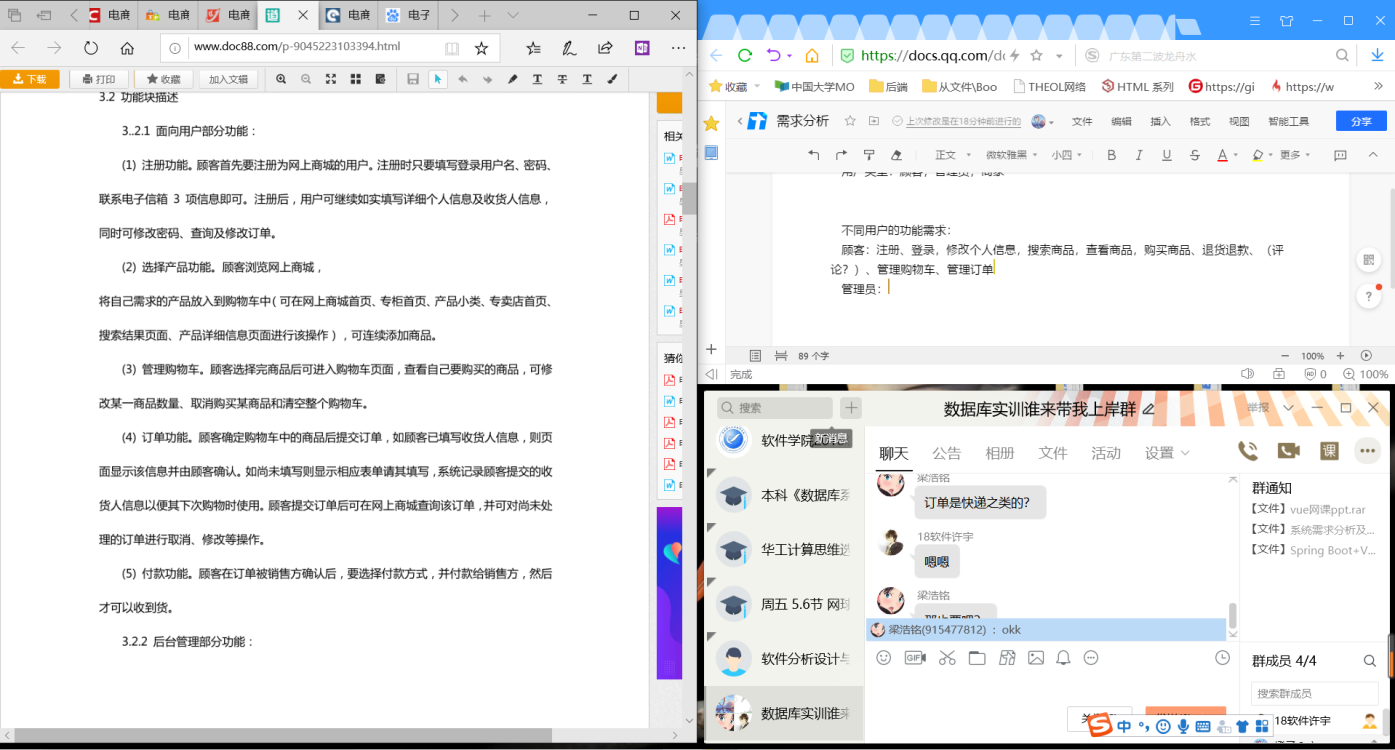 电商
电商
电商
电商
电子
www.doc88.com/p-9045223103394.html
下载
打印
收藏
加入文辑
3.2 功能块描述
3..2.1 面向用户部分功能：
(1) 注册功能。顾客首先要注册为网上商城的用户。注册时只要填写登录用户名、密码、
联系电子信箱 3 项信息即可。注册后，用户可继续如实填写详细个人信息及收货人信息，
同时可修改密码、查询及修改订单。
(2) 选择产品功能。顾客浏览网上商城，
将自己需求的产品放入到购物车中( 可在网上商城首页、专柜首页、产品小类、专卖店首页、
搜索结果页面、产品详细信息页面进行该操作 ) ，可连续添加商品。
(3) 管理购物车。顾客选择完商品后可进入购物车页面，查看自己要购买的商品，可修
改某一商品数量、取消购买某商品和清空整个购物车。
(4) 订单功能。顾客确定购物车中的商品后提交订单，如顾客已填写收货人信息，则页
面显示该信息并由顾客确认。如尚未填写则显示相应表单请其填写，系统记录顾客提交的收
货人信息以便其下次购物时使用。顾客提交订单后可在网上商城查询该订单，并可对尚未处
理的订单进行取消、修改等操作。
(5) 付款功能。顾客在订单被销售方确认后，要选择付款方式，并付款给销售方，然后
才可以收到货。
3.2.2 后台管理部分功能：
相关
猜你
https://docs.qq.com/dc
广东第二波龙丹水
收藏
中国大学MO
后端
从文件\Boo
THEOL网络
HTML 系列
https://gi
https://w
需求分析
上次修改是在18分钟前进行的
文件
编辑
插入
格式
视图
智能工具
分享
正文
微软雅黑
小四
B
I
U
S
A
更多
用户类型：顾客，管理员，商家
不同用户的功能需求：
顾客：注册、登录，修改个人信息，搜索商品，查看商品，购买商品、退货退款、（评
论？）、管理购物车、管理订单
管理员：
89 个字
100%
完成
0
100%
搜索
数据库实训谁来带我上岸群
举报
新消息
软件学院
本科《数据库系
华工计算思维选
周五 5.6节 网球
软件分析设计与
数据库实训谁来
聊天
公告
相册
文件
活动
设置
课
梁浩铭
订单是快递之类的?
18软件许宇
嗯嗯
梁浩铭
梁浩铭(915477812) ：okk
GIF
群通知
【文件】vue网课ppt.rar
【文件】系统需求分析及...
【文件】Spring Boot+V...
群成员 4/4
搜索群成员
18软件许宇
中